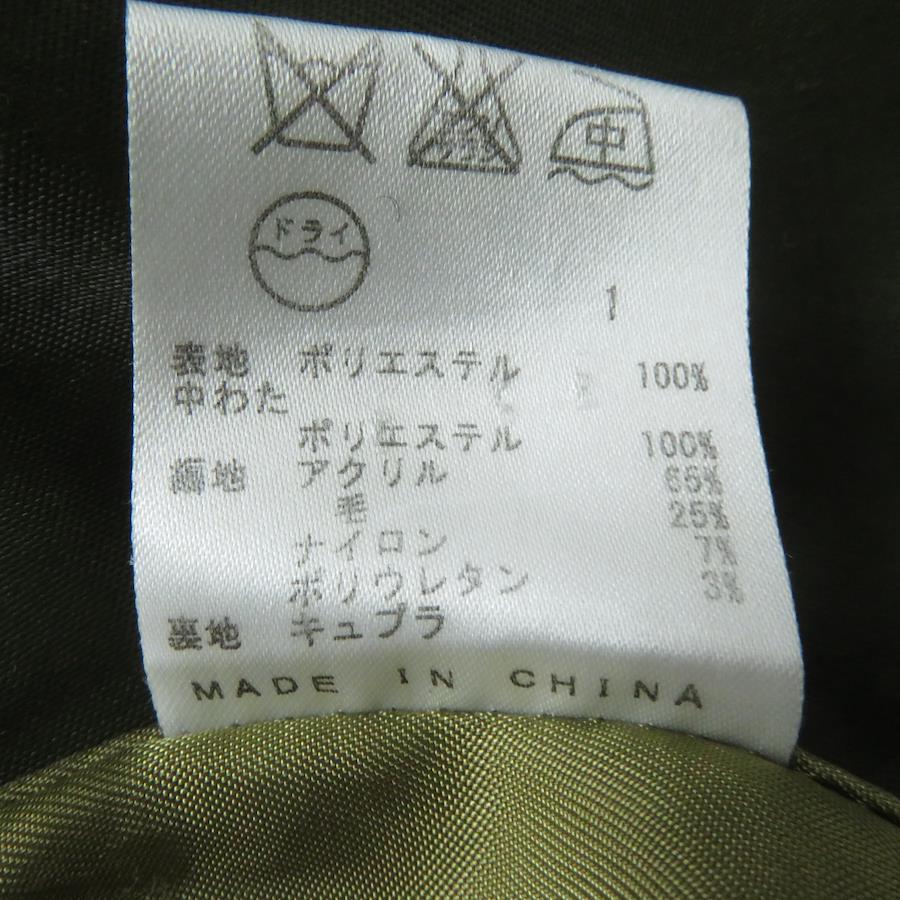 中
ドライ
1
表地 ポリエステル 100%
中わた
ポリエステル 100%
編地 アクリル 65%
毛 25%
ナイロン 7%
ポリウレタン 3%
裏地 キュプラ
MADE IN CHINA